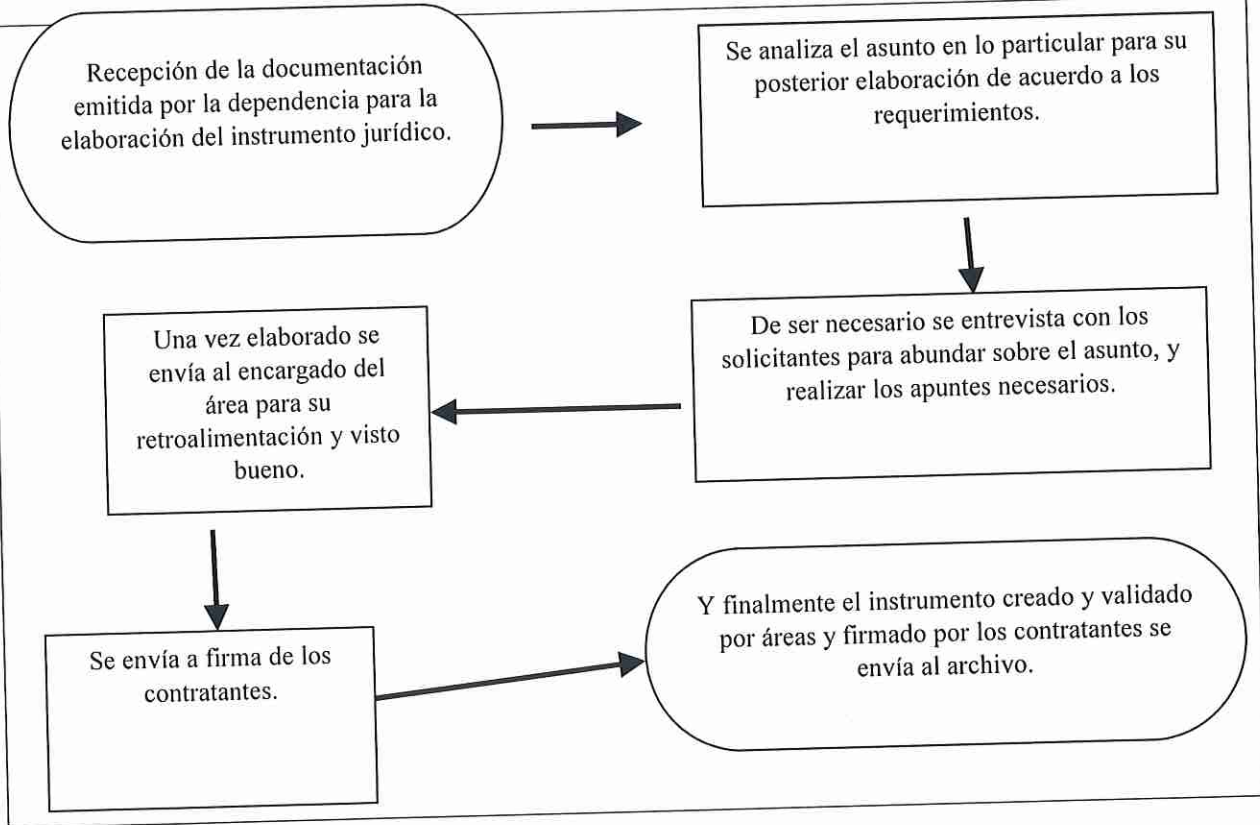 Recepción de la documentación
emitida por la dependencia para la
elaboración del instrumento jurídico.
Se analiza el asunto en lo particular para su
posterior elaboración de acuerdo a los
requerimientos.
De ser necesario se entrevista con los
solicitantes para abundar sobre el asunto, y
realizar los apuntes necesarios.
Una vez elaborado se
envía al encargado del
área para su
retroalimentación y visto
bueno.
Se envía a firma de los
contratantes.
Y finalmente el instrumento creado y validado
por áreas y firmado por los contratantes se
envía al archivo.